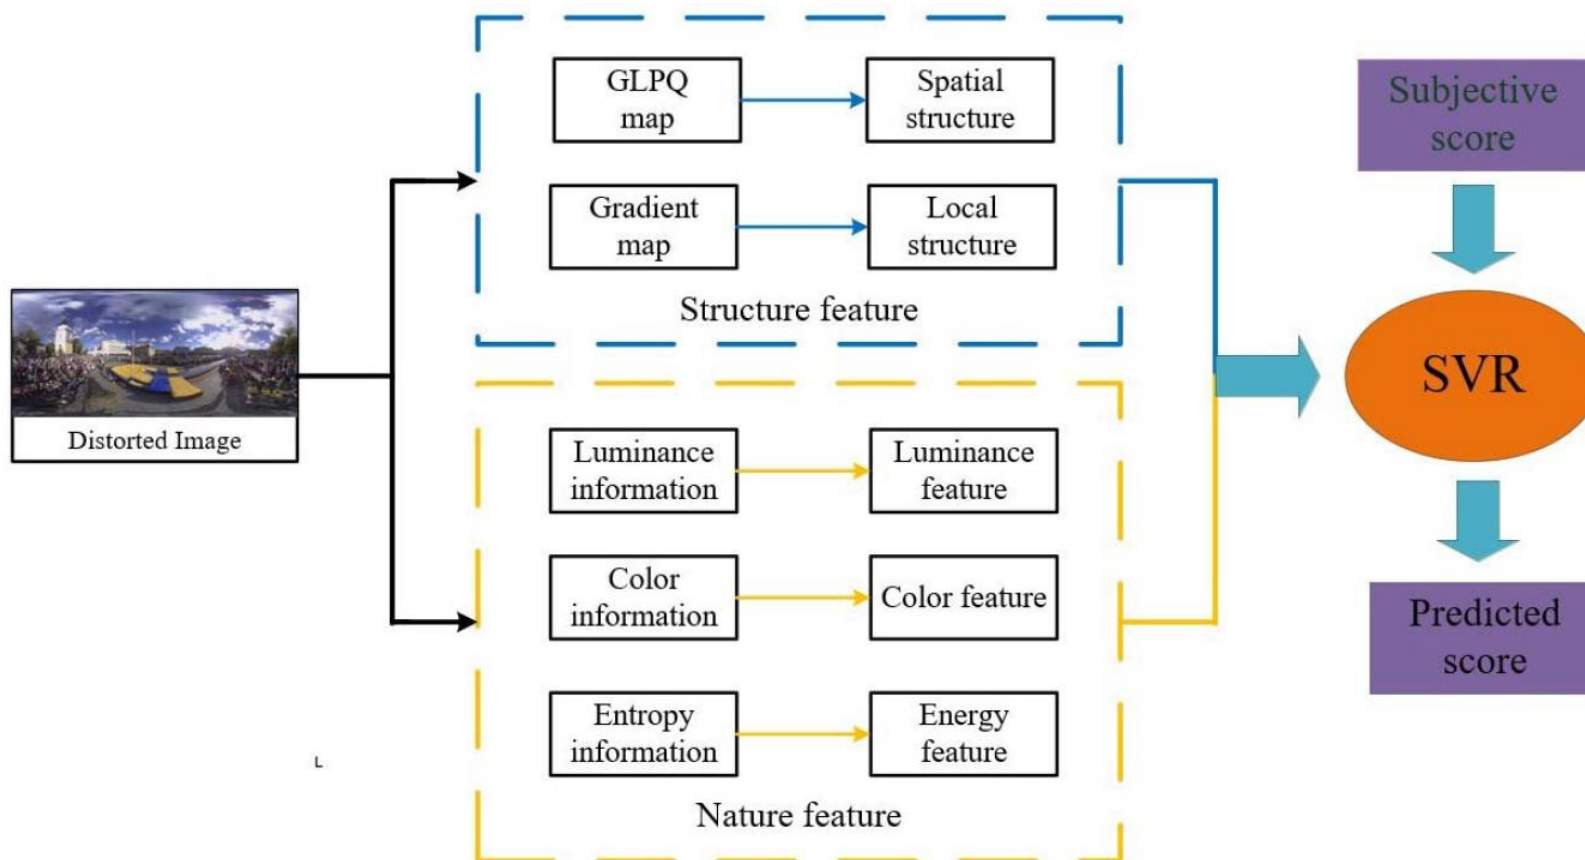 GLPQ
map
Spatial
structure
Gradient
map
Local
structure
Structure feature
Distorted Image
Luminance
information
Luminance
feature
Color
information
Color feature
Entropy
information
Energy
feature
Nature feature
L
Subjective
score
SVR
Predicted
score